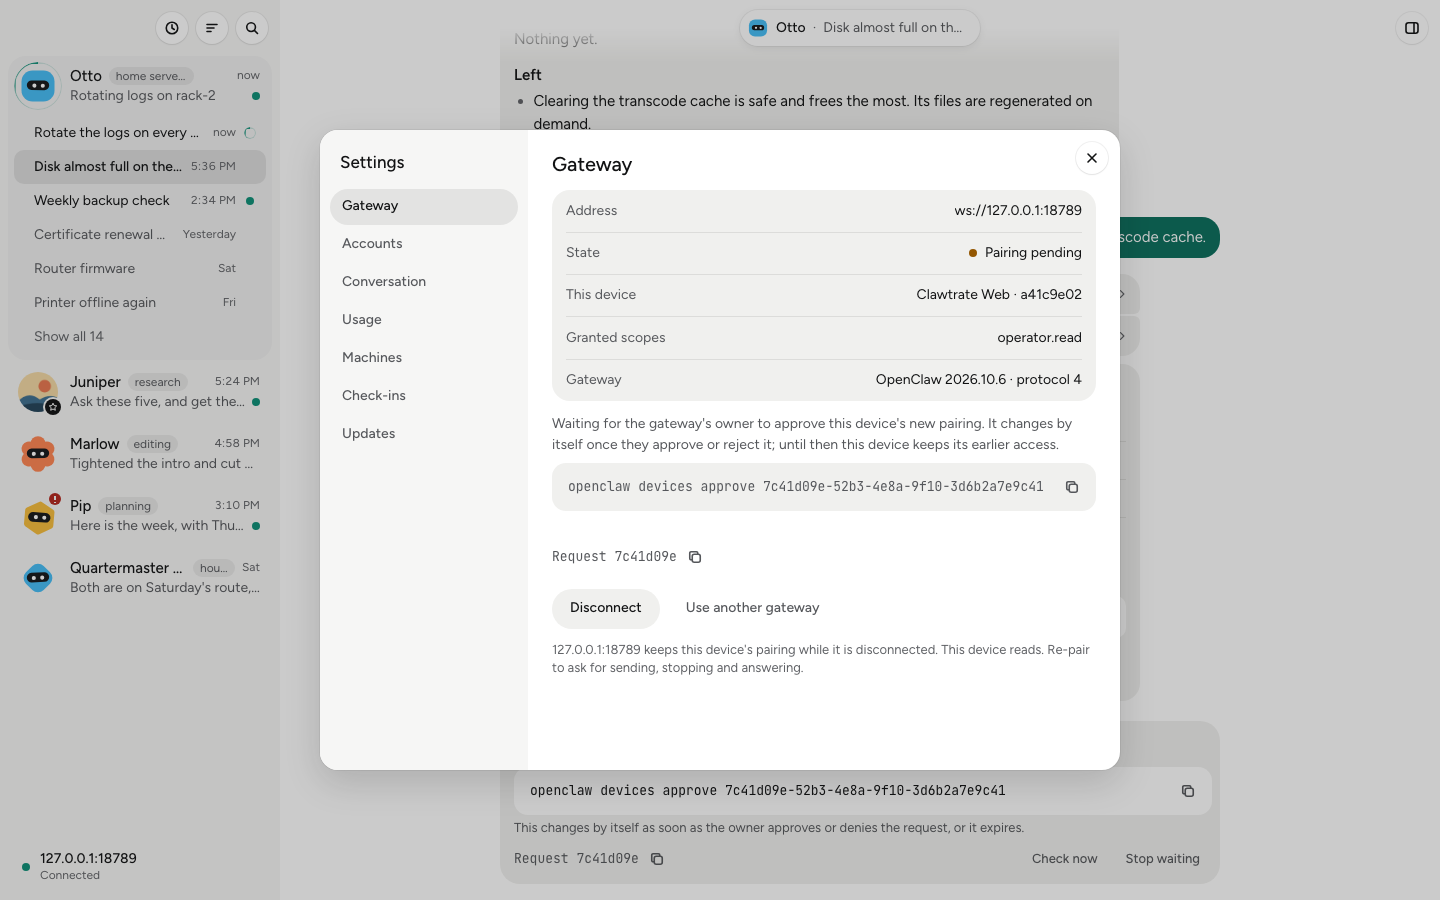 Otto
home serve...
now
Rotating logs on rack-2
Rotate the logs on every ...
now
Disk almost full on the...
5:36 PM
Weekly backup check
2:34 PM
Certificate renewal ...
Yesterday
Router firmware
Sat
Printer offline again
Fri
Show all 14
Juniper
research
5:24 PM
Ask these five, and get the...
Marlow
editing
4:58 PM
Tightened the intro and cut ...
Pip
planning
3:10 PM
Here is the week, with Thu...
Quartermaster ...
hou...
Sat
Both are on Saturday's route,...
127.0.0.1:18789
Connected
Otto · Disk almost full on th...
Nothing yet.
Left
• Clearing the transcode cache is safe and frees the most. Its files are regenerated on
demand.
scode cache.
Settings
Gateway
Accounts
Conversation
Usage
Machines
Check-ins
Updates
Gateway
Address
ws://127.0.0.1:18789
State
Pairing pending
This device
Clawtrate Web · a41c9e02
Granted scopes
operator.read
Gateway
OpenClaw 2026.10.6 · protocol 4
Waiting for the gateway's owner to approve this device's new pairing. It changes by
itself once they approve or reject it; until then this device keeps its earlier access.
openclaw devices approve 7c41d09e-52b3-4e8a-9f10-3d6b2a7e9c41
Request 7c41d09e
Disconnect
Use another gateway
127.0.0.1:18789 keeps this device's pairing while it is disconnected. This device reads. Re-pair
to ask for sending, stopping and answering.
openclaw devices approve 7c41d09e-52b3-4e8a-9f10-3d6b2a7e9c41
This changes by itself as soon as the owner approves or denies the request, or it expires.
Request 7c41d09e
Check now
Stop waiting